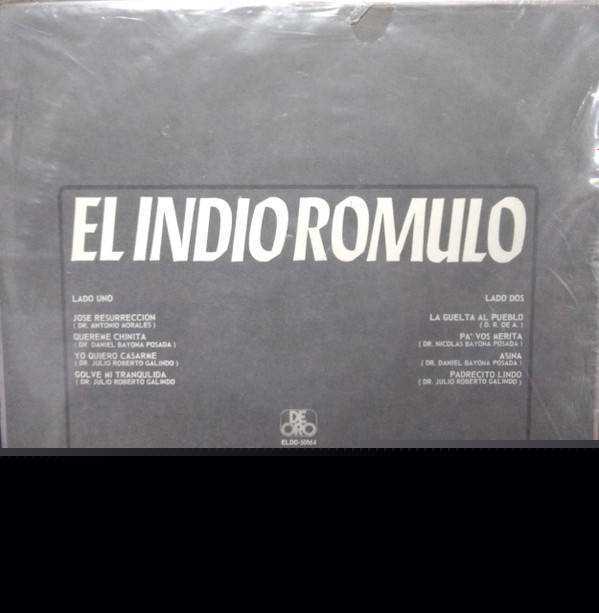 EL INDIO ROMULO
LADO UNO
JOSE RESURRECCION
( DR. ANTONIO MORALES )
QUEREME CHINITA
( DR. DANIEL BAYONA POSADA )
YO QUIERO CASARME
( DR. JULIO ROBERTO GALINDO )
GOLVE MI TRANQULIDA
( DR. JULIO ROBERTO GALINDO
LADO DOS
LA GUELTA AL PUEBLO
( D. R. DE A. )
PA' VOS MERITA
( DR. NICOLAS BAYONA POSADA )
ASINA
( DR. DANIEL BAYONA POSADA )
PADRECITO LINDO
( DR. JULIO ROBERTO GALINDO )
DE
ORO
ELDO-50164